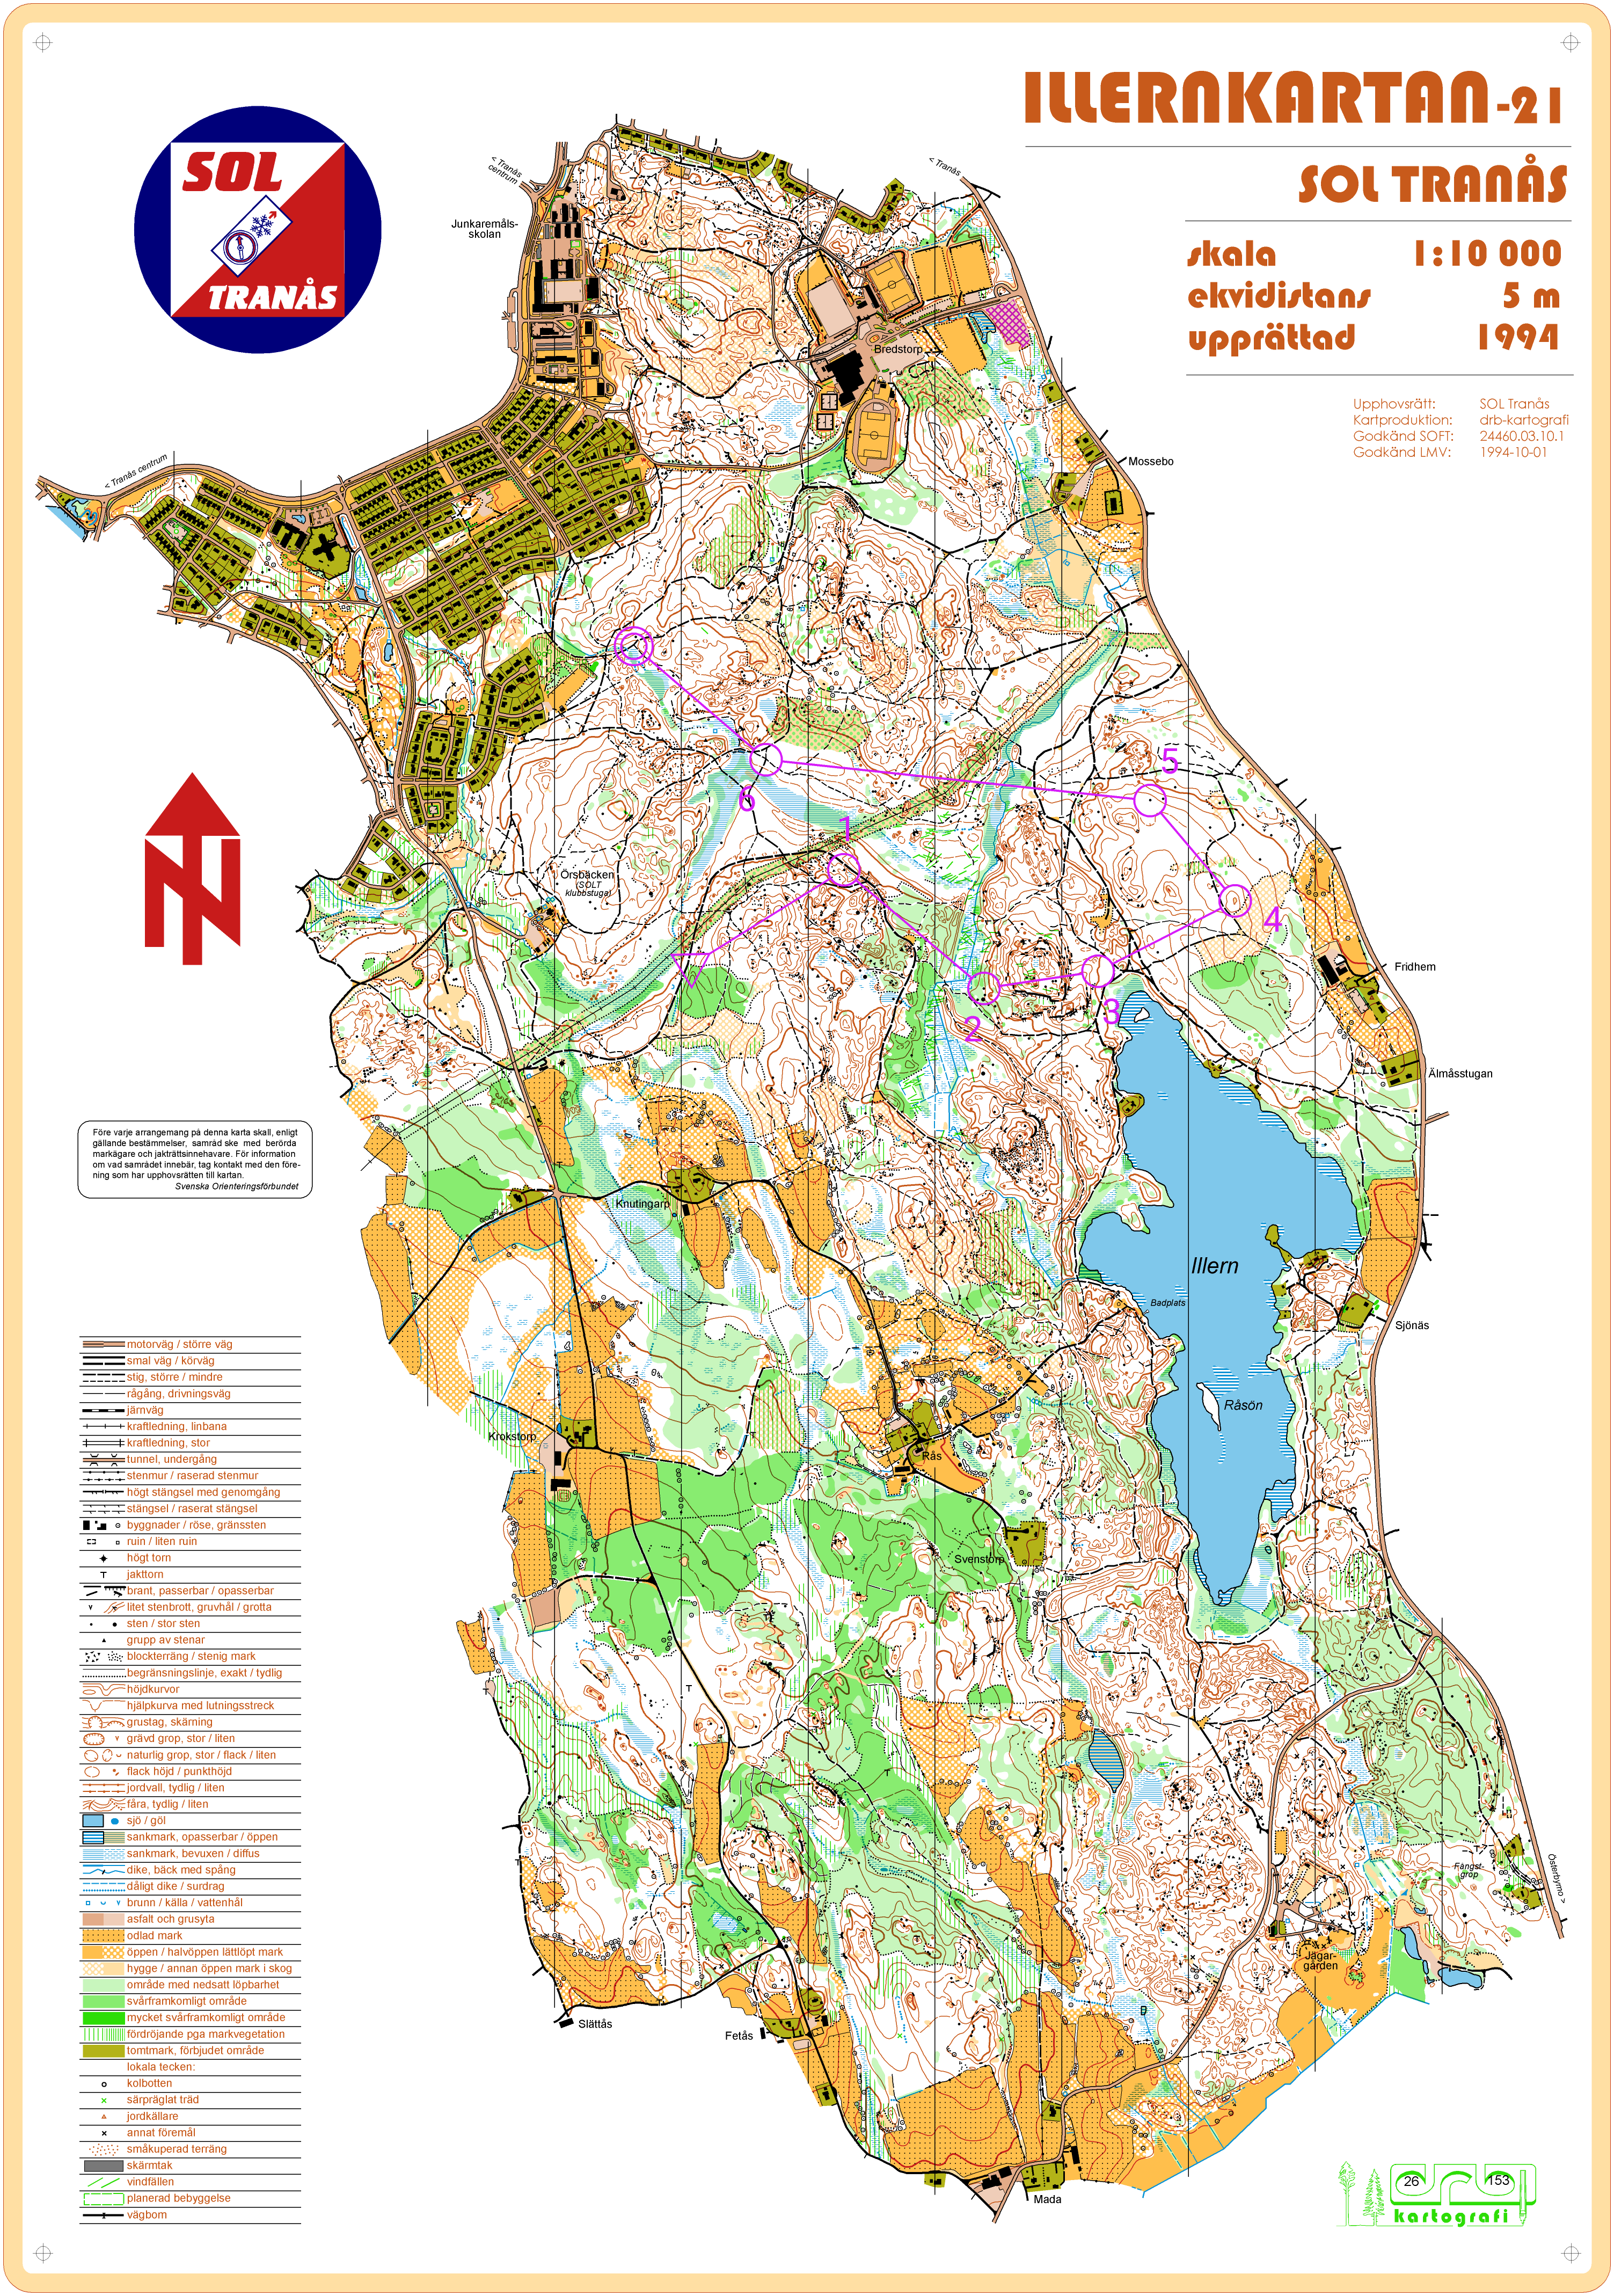 ILLERNKARTAN-21
SOL TRANÅS
skala 1:10 000
ekvidistans 5 m
upprättad 1994
Upphovsrätt: SOL Tranås
Kartproduktion: drb-kartografi
Godkänd SOFT: 24460.03.10.1
Godkänd LMV: 1994-10-01
SOL
TRANÅS
< Tranås
centrum
< Tranås
Junkaremåls-
skolan
Bredstorp
Mossebo
< Tranås centrum
5
6
1
Örsbäcken
(SOLT
klubbstuga)
4
Fridhem
3
2
Älmåsstugan
Före varje arrangemang på denna karta skall, enligt
gällande bestämmelser, samråd ske med berörda
markägare och jakträttsinnehavare. För information
om vad samrådet innebär, tag kontakt med den före-
ning som har upphovsrätten till kartan.
Svenska Orienteringsförbundet
Knutingarp
Illern
Badplats
Sjönäs
Råsön
Krokstorp
Rås
Svenstorp
motorväg / större väg
smal väg / körväg
stig, större / mindre
rågång, drivningsväg
järnväg
kraftledning, linbana
kraftledning, stor
tunnel, undergång
stenmur / raserad stenmur
högt stängsel med genomgång
stängsel / raserat stängsel
byggnader / röse, gränssten
ruin / liten ruin
högt torn
jakttorn
brant, passerbar / opasserbar
litet stenbrott, gruvhål / grotta
sten / stor sten
grupp av stenar
blockterräng / stenig mark
begränsningslinje, exakt / tydlig
höjdkurvor
hjälpkurva med lutningsstreck
grustag, skärning
grävd grop, stor / liten
naturlig grop, stor / flack / liten
flack höjd / punkthöjd
jordvall, tydlig / liten
fåra, tydlig / liten
sjö / göl
sankmark, opasserbar / öppen
sankmark, bevuxen / diffus
dike, bäck med spång
dåligt dike / surdrag
brunn / källa / vattenhål
asfalt och grusyta
odlad mark
öppen / halvöppen lättlöpt mark
hygge / annan öppen mark i skog
område med nedsatt löpbarhet
svårframkomligt område
mycket svårframkomligt område
fördröjande pga markvegetation
tomtmark, förbjudet område
lokala tecken:
kolbotten
särpräglat träd
jordkällare
annat föremål
småkuperad terräng
skärmtak
vindfällen
planerad bebyggelse
vägbom
Fångst-
grop
Österbymo >
Jägar-
gården
Slättås
Fetås
Mada
26 153
drb
kartografi